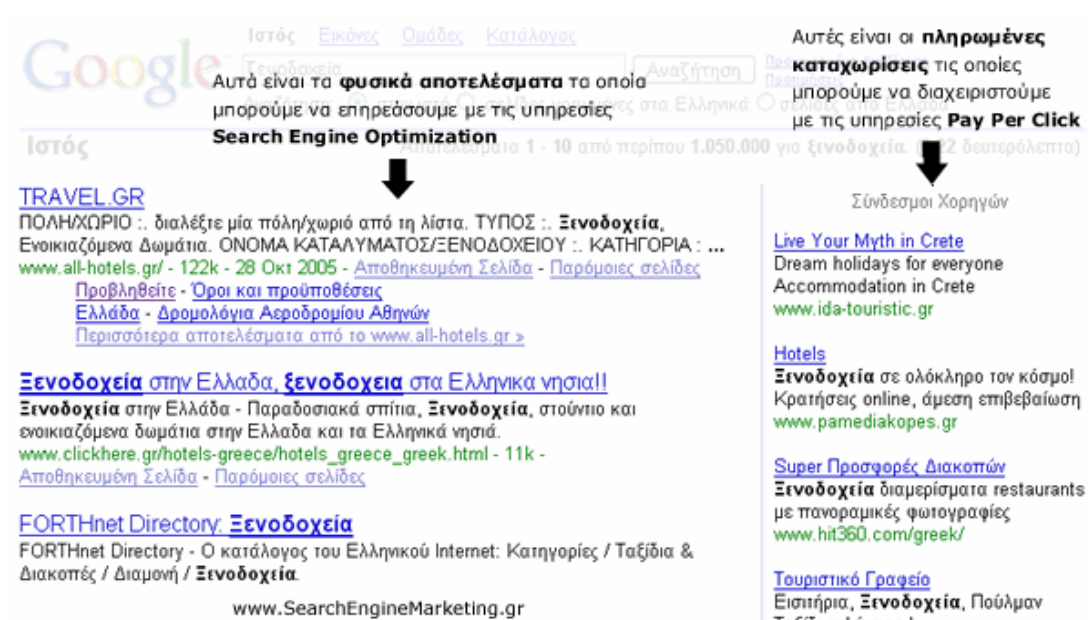 Google
Ιστός Εικόνες Ομάδες Κατάλογος
ξενοδοχεία Αναζήτηση
Αυτά είναι τα φυσικά αποτελέσματα τα οποία
μπορούμε να επηρεάσουμε με τις υπηρεσίες
Search Engine Optimization
Αυτές είναι οι πληρωμένες
καταχωρίσεις τις οποίες
μπορούμε να διαχειριστούμε
με τις υπηρεσίες Pay Per Click
Ιστός
Αποτελέσματα 1 - 10 από περίπου 1.050.000 για ξενοδοχεία. 22 δευτερόλεπτα)
TRAVEL.GR
ΠΟΛΗ/ΧΩΡΙΟ :. διαλέξτε μία πόλη/χωριό από τη λίστα. ΤΥΠΟΣ :. Ξενοδοχεία,
Ενοικιαζόμενα Δωμάτια. ΟΝΟΜΑ ΚΑΤΑΛΥΜΑΤΟΣ/ΞΕΝΟΔΟΧΕΙΟΥ :. ΚΑΤΗΓΟΡΙΑ : ...
www.all-hotels.gr/ - 122k - 28 Οκτ 2005 - Αποθηκευμένη Σελίδα - Παρόμοιες σελίδες
Προβληθείτε - Όροι και προϋποθέσεις
Ελλάδα - Δρομολόγια Αεροδρομίου Αθηνών
Περισσότερα αποτελέσματα από το www.all-hotels.gr »
Ξενοδοχεία στην Ελλαδα, ξενοδοχεια στα Ελληνικα νησια!!
Ξενοδοχεία στην Ελλάδα - Παραδοσιακά σπίτια, Ξενοδοχεία, στούντιο και
ενοικιαζόμενα δωμάτια στην Ελλαδα και τα Ελληνικά νησιά.
www.clickhere.gr/hotels-greece/hotels_greece_greek.html - 11k -
Αποθηκευμένη Σελίδα - Παρόμοιες σελίδες
FORTHnet Directory: Ξενοδοχεία
FORTHnet Directory - Ο κατάλογος του Ελληνικού Internet: Κατηγορίες / Ταξίδια &
Διακοπές / Διαμονή / Ξενοδοχεία.
www.SearchEngineMarketing.gr
Σύνδεσμοι Χορηγών
Live Your Myth in Crete
Dream holidays for everyone
Accommodation in Crete
www.ida-touristic.gr
Hotels
Ξενοδοχεία σε ολόκληρο τον κόσμο!
Κρατήσεις online, άμεση επιβεβαίωση
www.pamediakopes.gr
Super Προσφορές Διακοπών
Ξενοδοχεία διαμερίσματα restaurants
με πανοραμικές φωτογραφίες
www.hit360.com/greek/
Τουριστικό Γραφείο
Εισιτήρια, Ξενοδοχεία, Πούλμαν